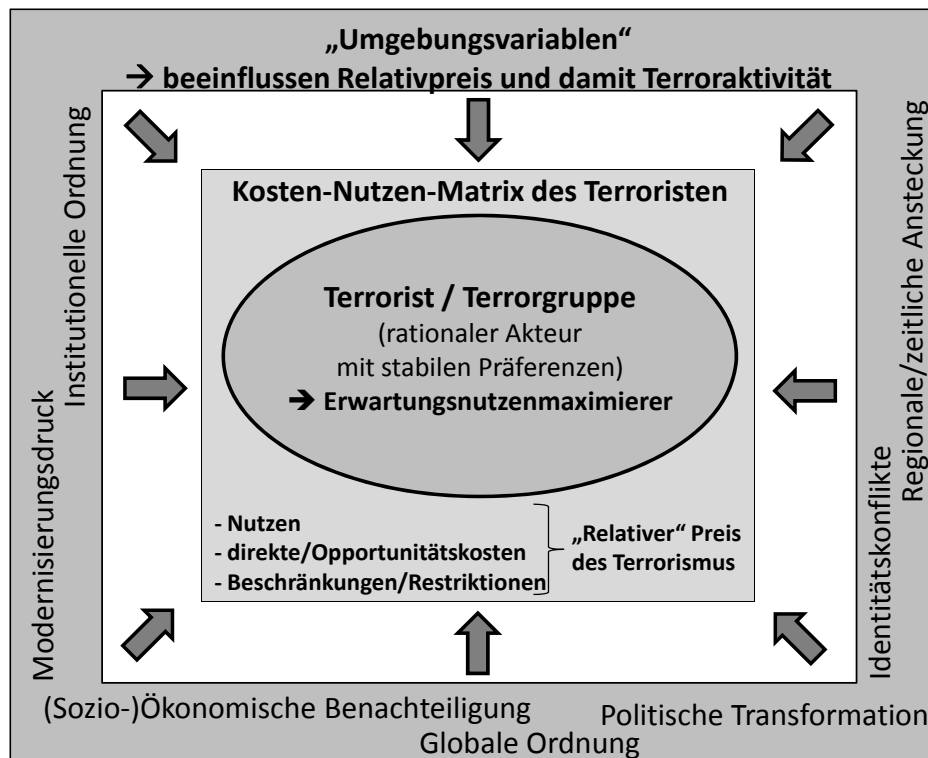 „Umgebungsvariablen“
➔ beeinflussen Relativpreis und damit Terroraktivität
Institutionelle Ordnung
Modernisierungsdruck
Kosten-Nutzen-Matrix des Terroristen
Terrorist / Terrorgruppe
(rationaler Akteur
mit stabilen Präferenzen)
➔ Erwartungsnutzenmaximierer
- Nutzen
- direkte/Opportunitätskosten
- Beschränkungen/Restriktionen
„Relativer“ Preis
des Terrorismus
Regionale/zeitliche Ansteckung
Identitätskonflikte
(Sozio-)Ökonomische Benachteiligung
Politische Transformation
Globale Ordnung